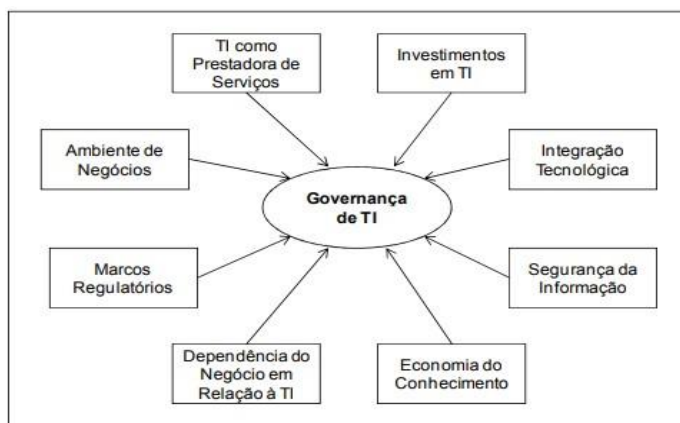 TI como
Prestadora de
Serviços
Investimentos
em TI
Ambiente de
Negócios
Integração
Tecnológica
Governança
de TI
Marcos
Regulatórios
Segurança da
Informação
Dependência do
Negócio em
Relação à TI
Economia do
Conhecimento